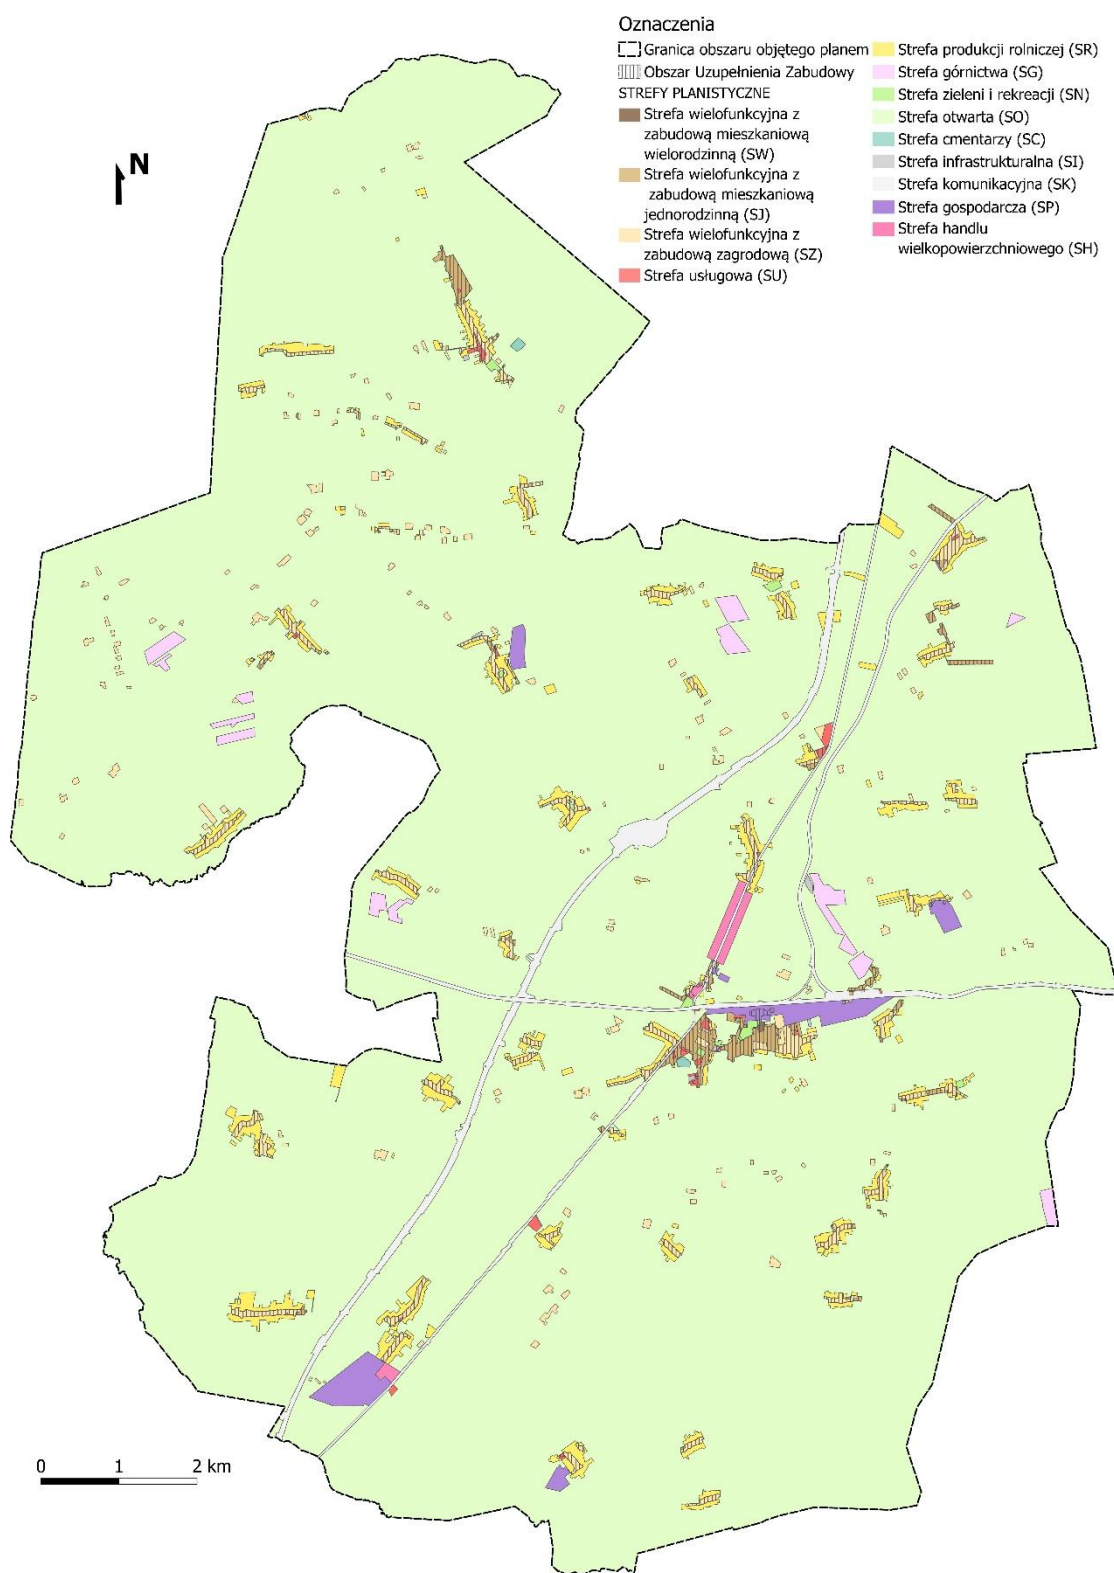 Oznaczenia
Granica obszaru objętego planem
Obszar Uzupełnienia Zabudowy
STREFY PLANISTYCZNE
Strefa wielofunkcyjna z
zabudową mieszkaniową
wielorodzinną (SW)
Strefa wielofunkcyjna z
zabudową mieszkaniową
jednorodzinną (SJ)
Strefa wielofunkcyjna z
zabudową zagrodową (SZ)
Strefa usługowa (SU)
Strefa produkcji rolniczej (SR)
Strefa górnictwa (SG)
Strefa zieleni i rekreacji (SN)
Strefa otwarta (SO)
Strefa cmentarzy (SC)
Strefa infrastrukturalna (SI)
Strefa komunikacyjna (SK)
Strefa gospodarcza (SP)
Strefa handlu
wielkopowierzchniowego (SH)
N
0 1 2 km